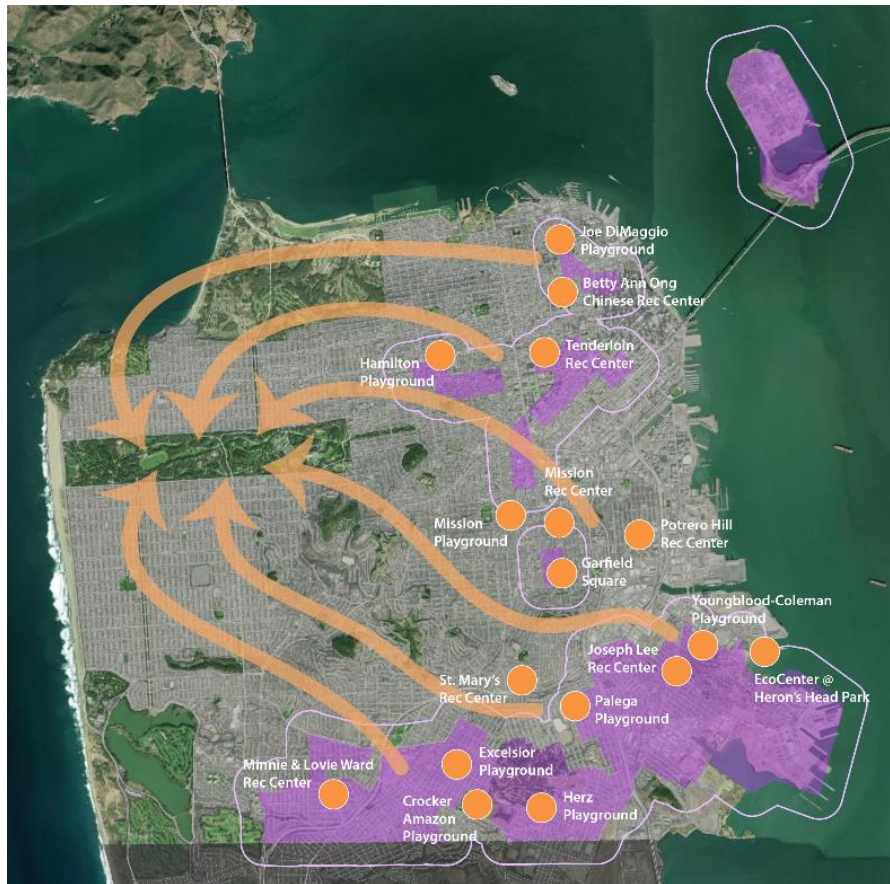 Joe DiMaggio
Playground
Betty Ann Ong
Chinese Rec Center
Hamilton
Playground
Tenderloin
Rec Center
Mission
Rec Center
Mission
Playground
Potrero Hill
Rec Center
Garfield
Square
Youngblood-Coleman
Playground
Joseph Lee
Rec Center
EcoCenter @
Heron's Head Park
St. Mary's
Rec Center
Palega
Playground
Minnie & Lovie Ward
Rec Center
Excelsior
Playground
Crocker
Amazon
Playground
Herz
Playground